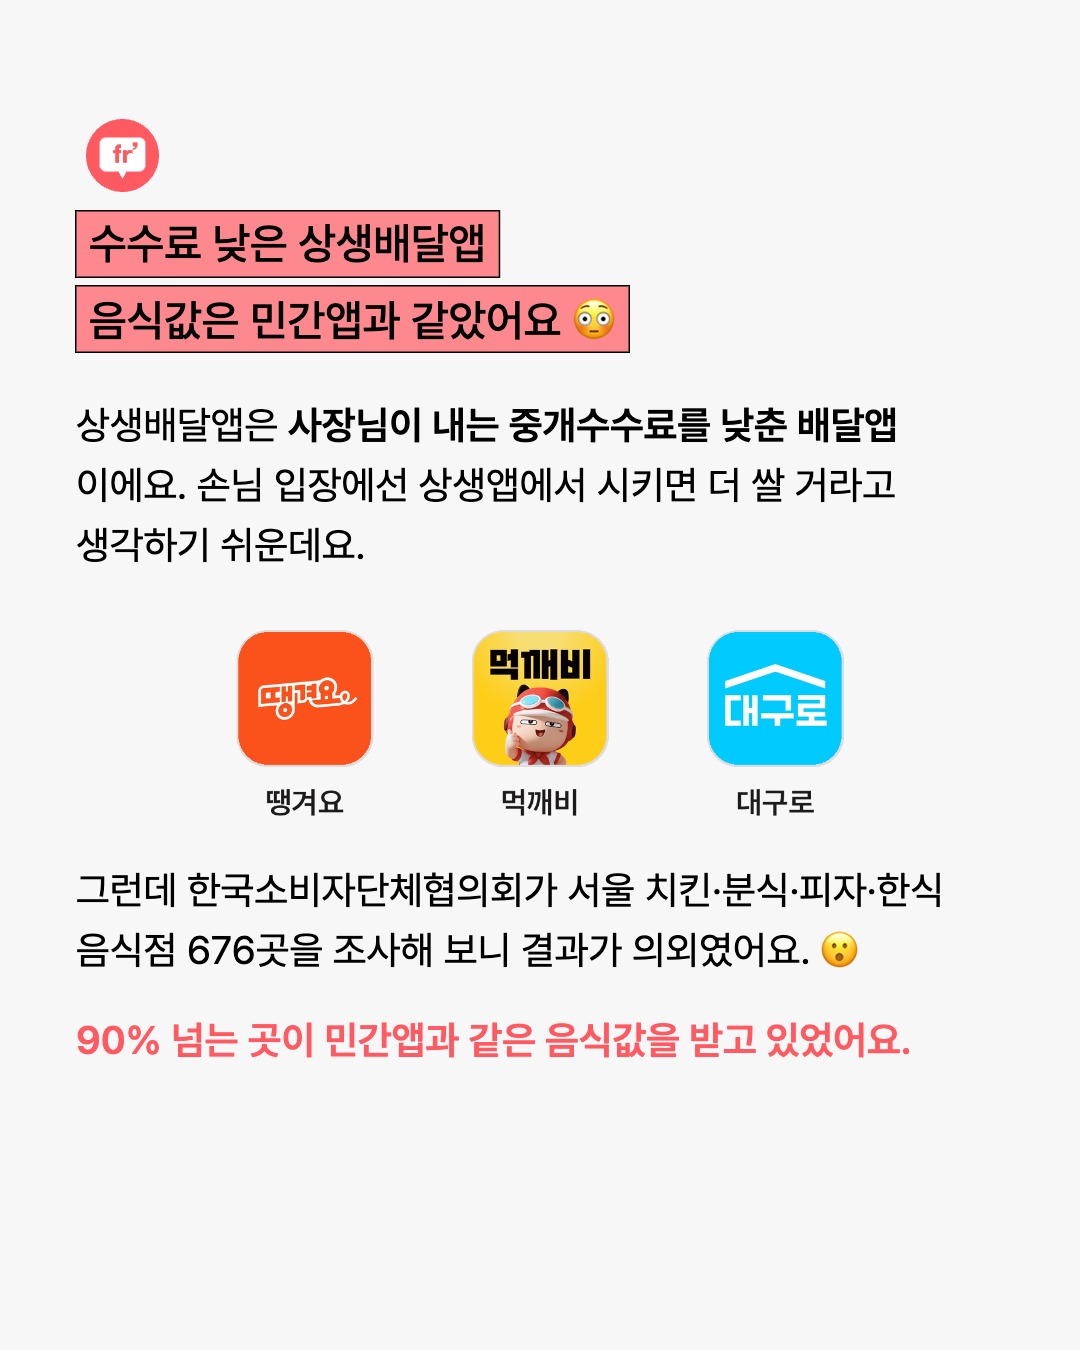 fr'
수수료 낮은 상생배달앱
음식값은 민간앱과 같았어요 😳
상생배달앱은 사장님이 내는 중개수수료를 낮춘 배달앱
이에요. 손님 입장에선 상생앱에서 시키면 더 쌀 거라고
생각하기 쉬운데요.
땡겨요
먹깨비
대구로
땡겨요
먹깨비
대구로
그런데 한국소비자단체협의회가 서울 치킨·분식·피자·한식
음식점 676곳을 조사해 보니 결과가 의외였어요. 😮
90% 넘는 곳이 민간앱과 같은 음식값을 받고 있었어요.